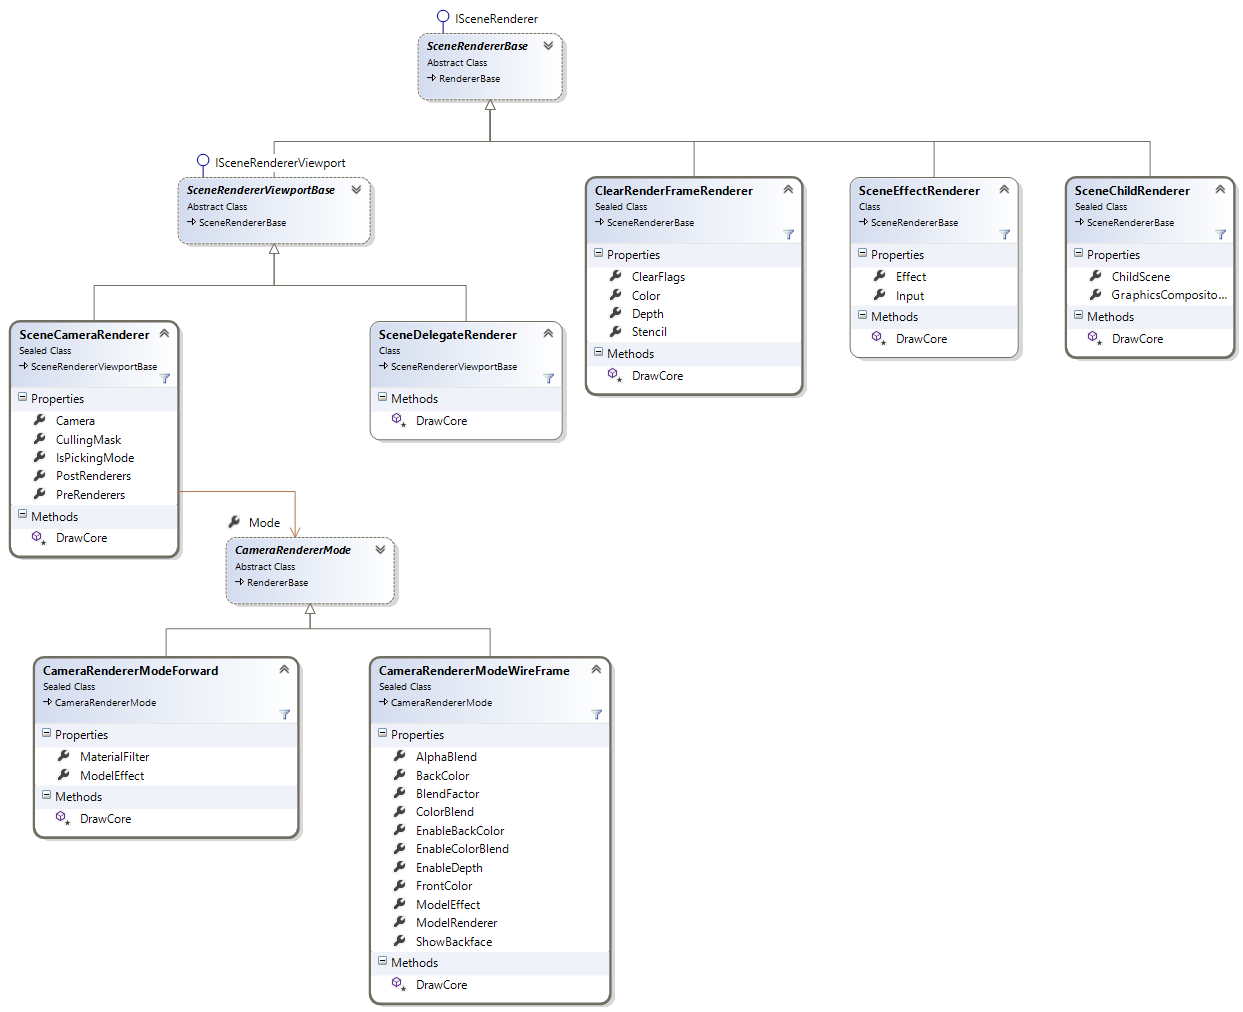 ISceneRenderer
SceneRendererBase
Abstract Class
RendererBase
ISceneRendererViewport
SceneRendererViewportBase
Abstract Class
SceneRendererBase
ClearRenderFrameRenderer
Sealed Class
SceneRendererBase
Properties
ClearFlags
Color
Depth
Stencil
Methods
DrawCore
SceneEffectRenderer
Class
SceneRendererBase
Properties
Effect
Input
Methods
DrawCore
SceneChildRenderer
Sealed Class
SceneRendererBase
Properties
ChildScene
GraphicsComposito...
Methods
DrawCore
SceneCameraRenderer
Sealed Class
SceneRendererViewportBase
Properties
Camera
CullingMask
IsPickingMode
PostRenderers
PreRenderers
Methods
DrawCore
SceneDelegateRenderer
Class
SceneRendererViewportBase
Methods
DrawCore
Mode
CameraRendererMode
Abstract Class
RendererBase
CameraRendererModeForward
Sealed Class
CameraRendererMode
Properties
MaterialFilter
ModelEffect
Methods
DrawCore
CameraRendererModeWireFrame
Sealed Class
CameraRendererMode
Properties
AlphaBlend
BackColor
BlendFactor
ColorBlend
EnableBackColor
EnableColorBlend
EnableDepth
FrontColor
ModelEffect
ModelRenderer
ShowBackface
Methods
DrawCore